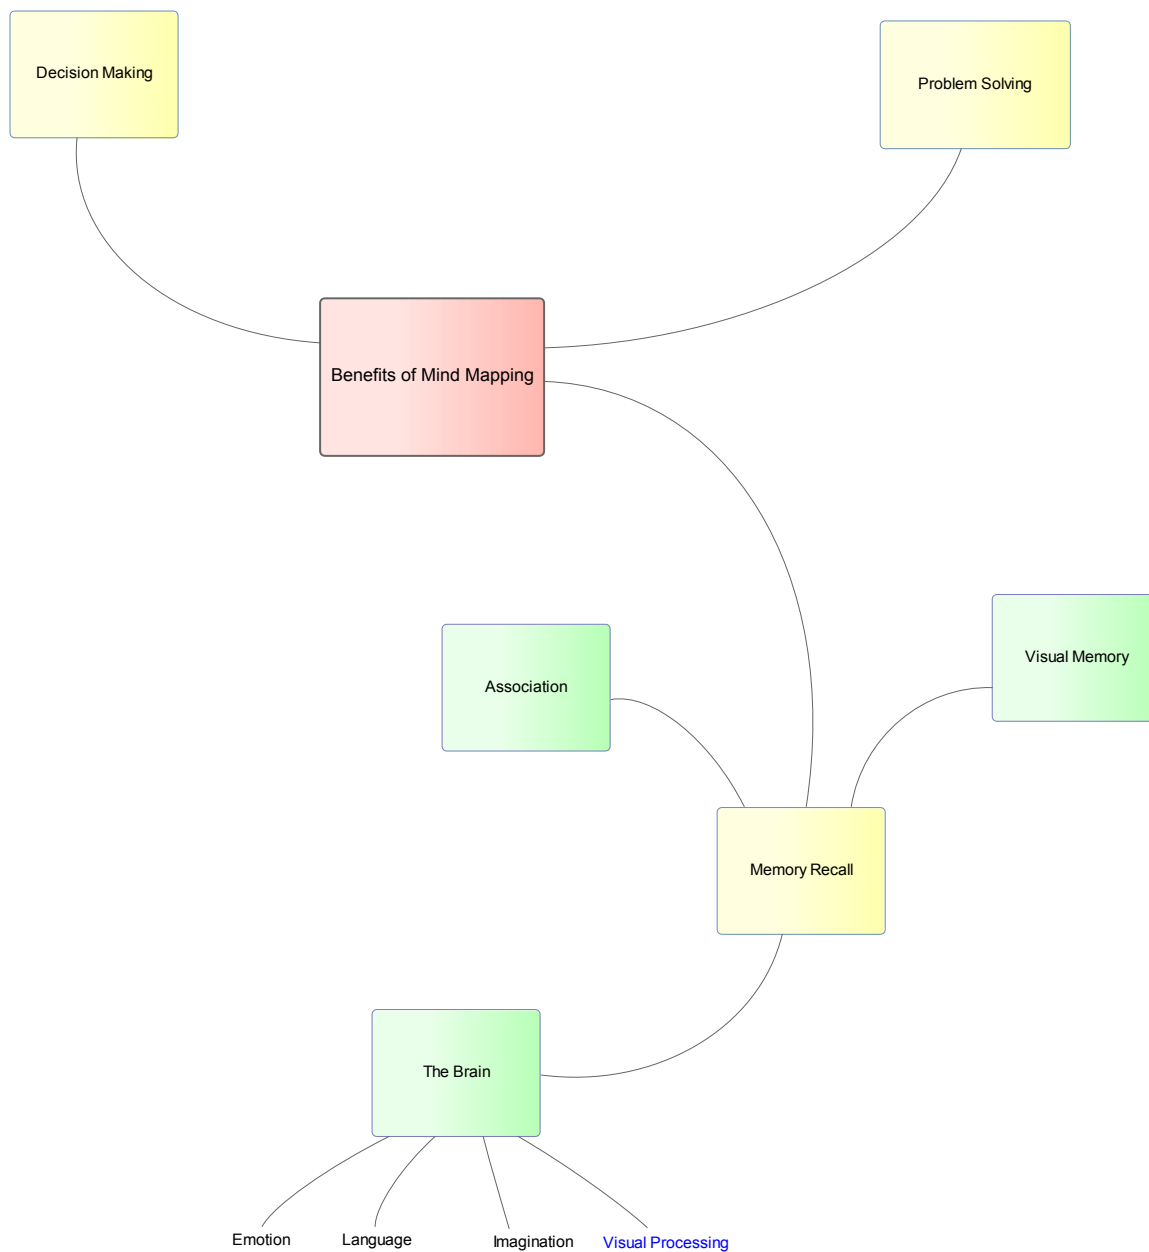 Decision Making
Problem Solving
Benefits of Mind Mapping
Association
Visual Memory
Memory Recall
The Brain
Emotion
Language
Imagination
Visual Processing